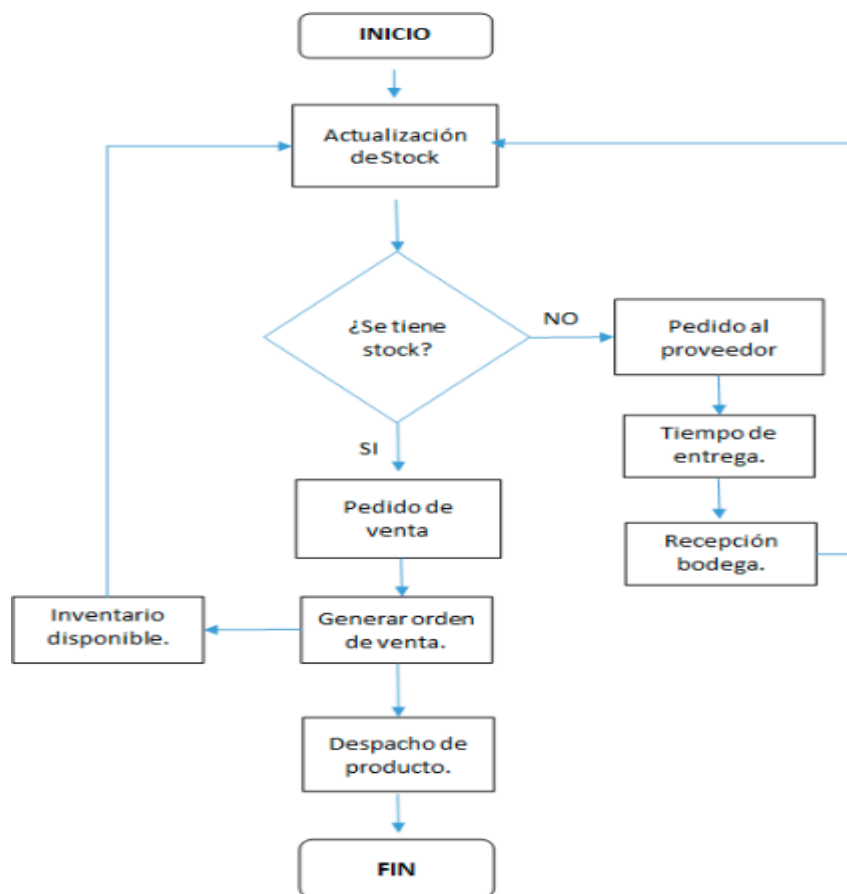 INICIO
Actualización
de Stock
¿Se tiene
stock?
NO
Pedido al
proveedor
Tiempo de
entrega.
SI
Pedido de
venta
Recepción
bodega.
Inventario
disponible.
Generar orden
de venta.
Despacho de
producto.
FIN